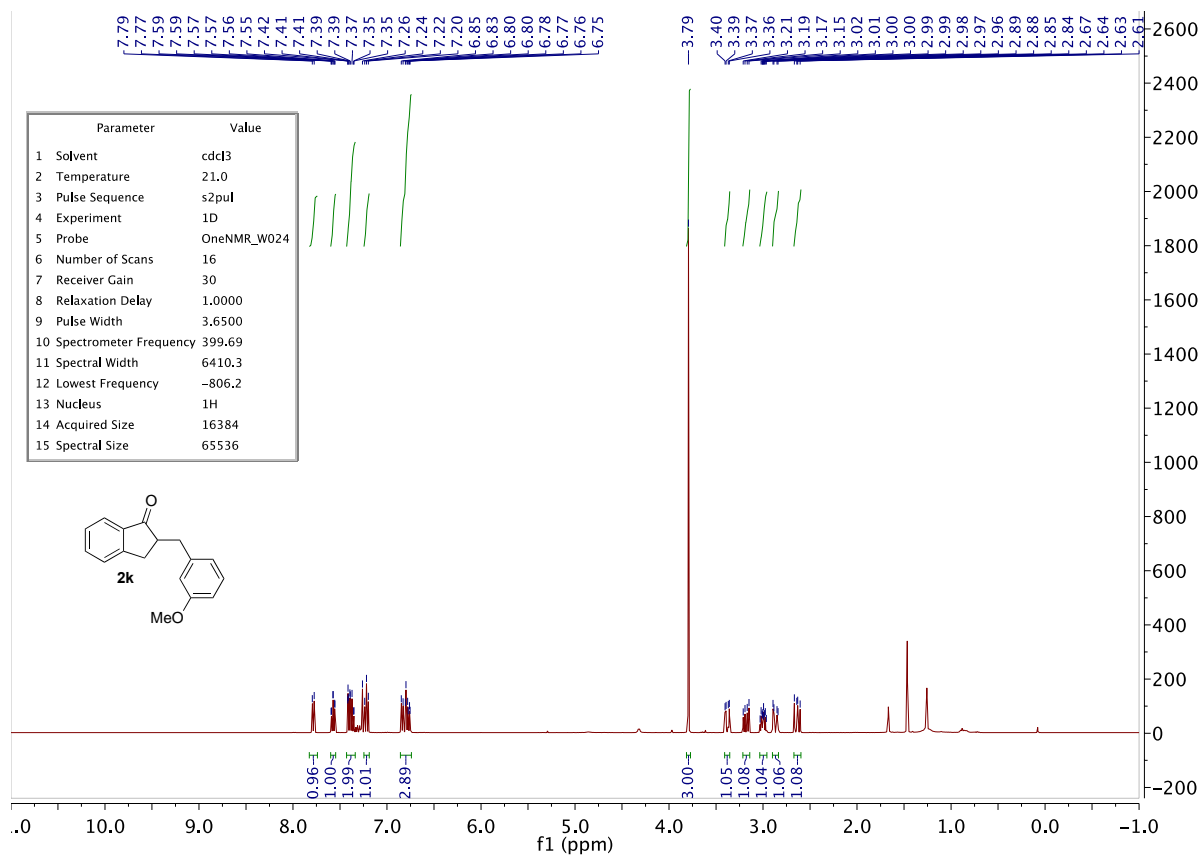 7.79 7.77 7.59 7.59 7.57 7.57 7.56 7.55 7.42 7.41 7.41 7.39 7.39 7.37 7.35 7.35 7.26 7.24 7.22 7.20 6.85 6.83 6.80 6.80 6.78 6.77 6.76 6.75 3.79 3.40 3.39 3.37 3.36 3.21 3.19 3.17 3.15 3.02 3.01 3.00 3.00 2.99 2.99 2.98 2.97 2.96 2.89 2.88 2.85 2.84 2.67 2.64 2.63 2.61
Parameter Value
1 Solvent cdcl3
2 Temperature 21.0
3 Pulse Sequence s2pul
4 Experiment 1D
5 Probe OneNMR_W024
6 Number of Scans 16
7 Receiver Gain 30
8 Relaxation Delay 1.0000
9 Pulse Width 3.6500
10 Spectrometer Frequency 399.69
11 Spectral Width 6410.3
12 Lowest Frequency −806.2
13 Nucleus 1H
14 Acquired Size 16384
15 Spectral Size 65536
O
2k
MeO
2600
2400
2200
2000
1800
1600
1400
1200
1000
800
600
400
200
0
−200
0.96 1.00 1.99 1.01 2.89 3.00 1.05 1.08 1.04 1.06 1.08
.0 10.0 9.0 8.0 7.0 6.0 5.0 4.0 3.0 2.0 1.0 0.0 −1.0
f1 (ppm)